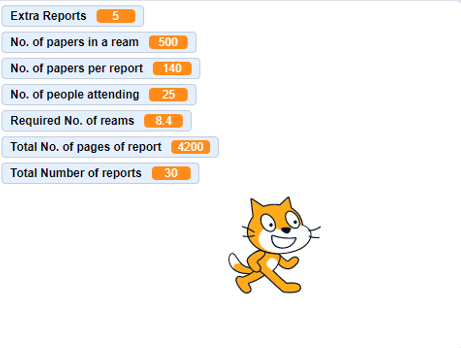 Extra Reports 5
No. of papers in a ream 500
No. of papers per report 140
No. of people attending 25
Required No. of reams 8.4
Total No. of pages of report 4200
Total Number of reports 30